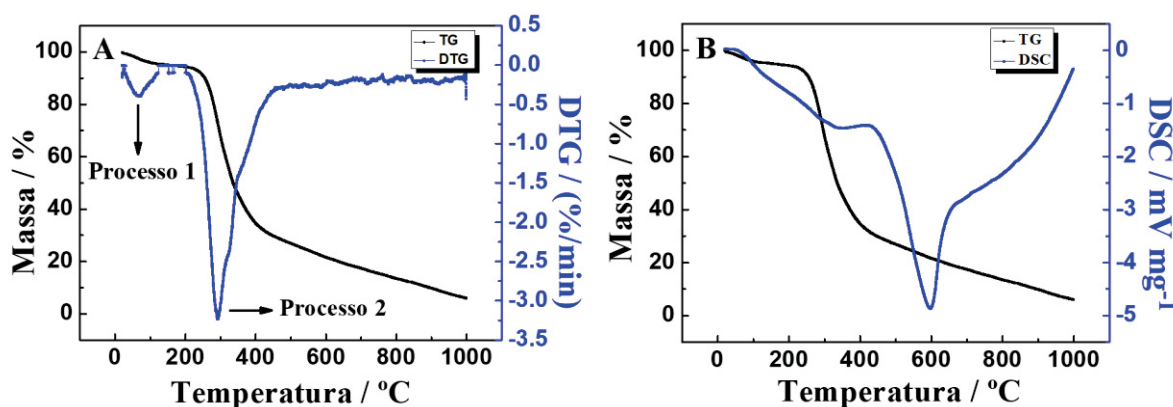 A
TG
DTG
100
80
60
40
20
0
Massa / %
0.5
0.0
-0.5
-1.0
-1.5
-2.0
-2.5
-3.0
-3.5
DTG / (%/min)
Processo 1
Processo 2
0 200 400 600 800 1000
Temperatura / ºC
B
TG
DSC
100
80
60
40
20
0
Massa / %
0
-1
-2
-3
-4
-5
DSC / mV mg-1
0 200 400 600 800 1000
Temperatura / ºC